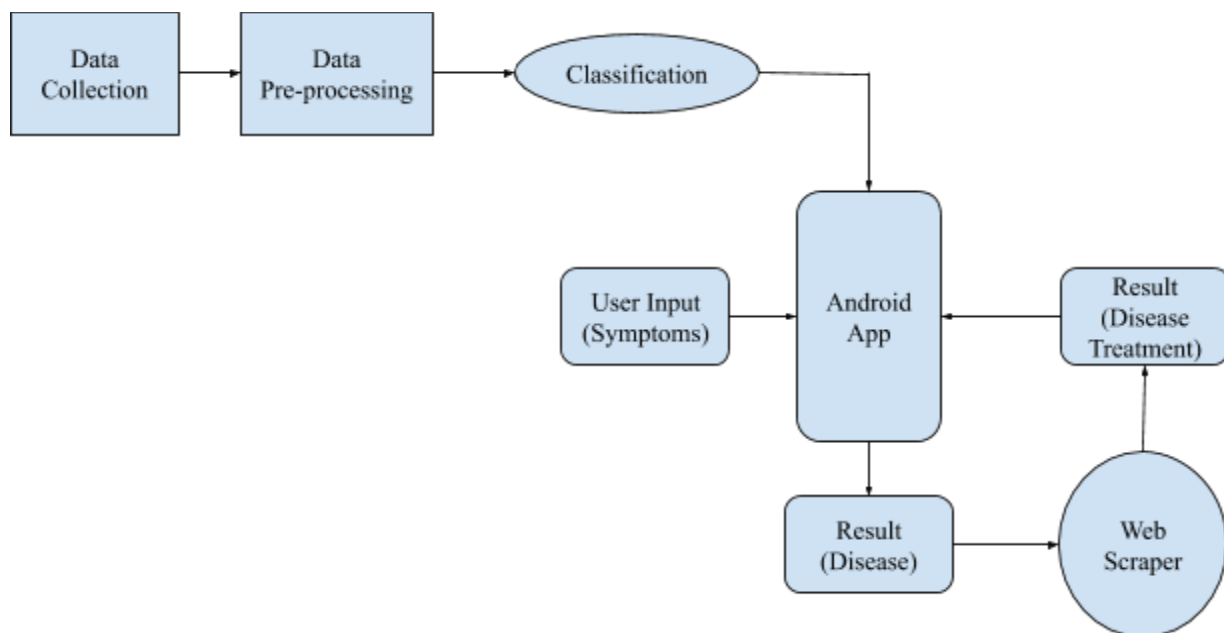 Data
Collection
Data
Pre-processing
Classification
User Input
(Symptoms)
Android
App
Result
(Disease
Treatment)
Result
(Disease)
Web
Scraper